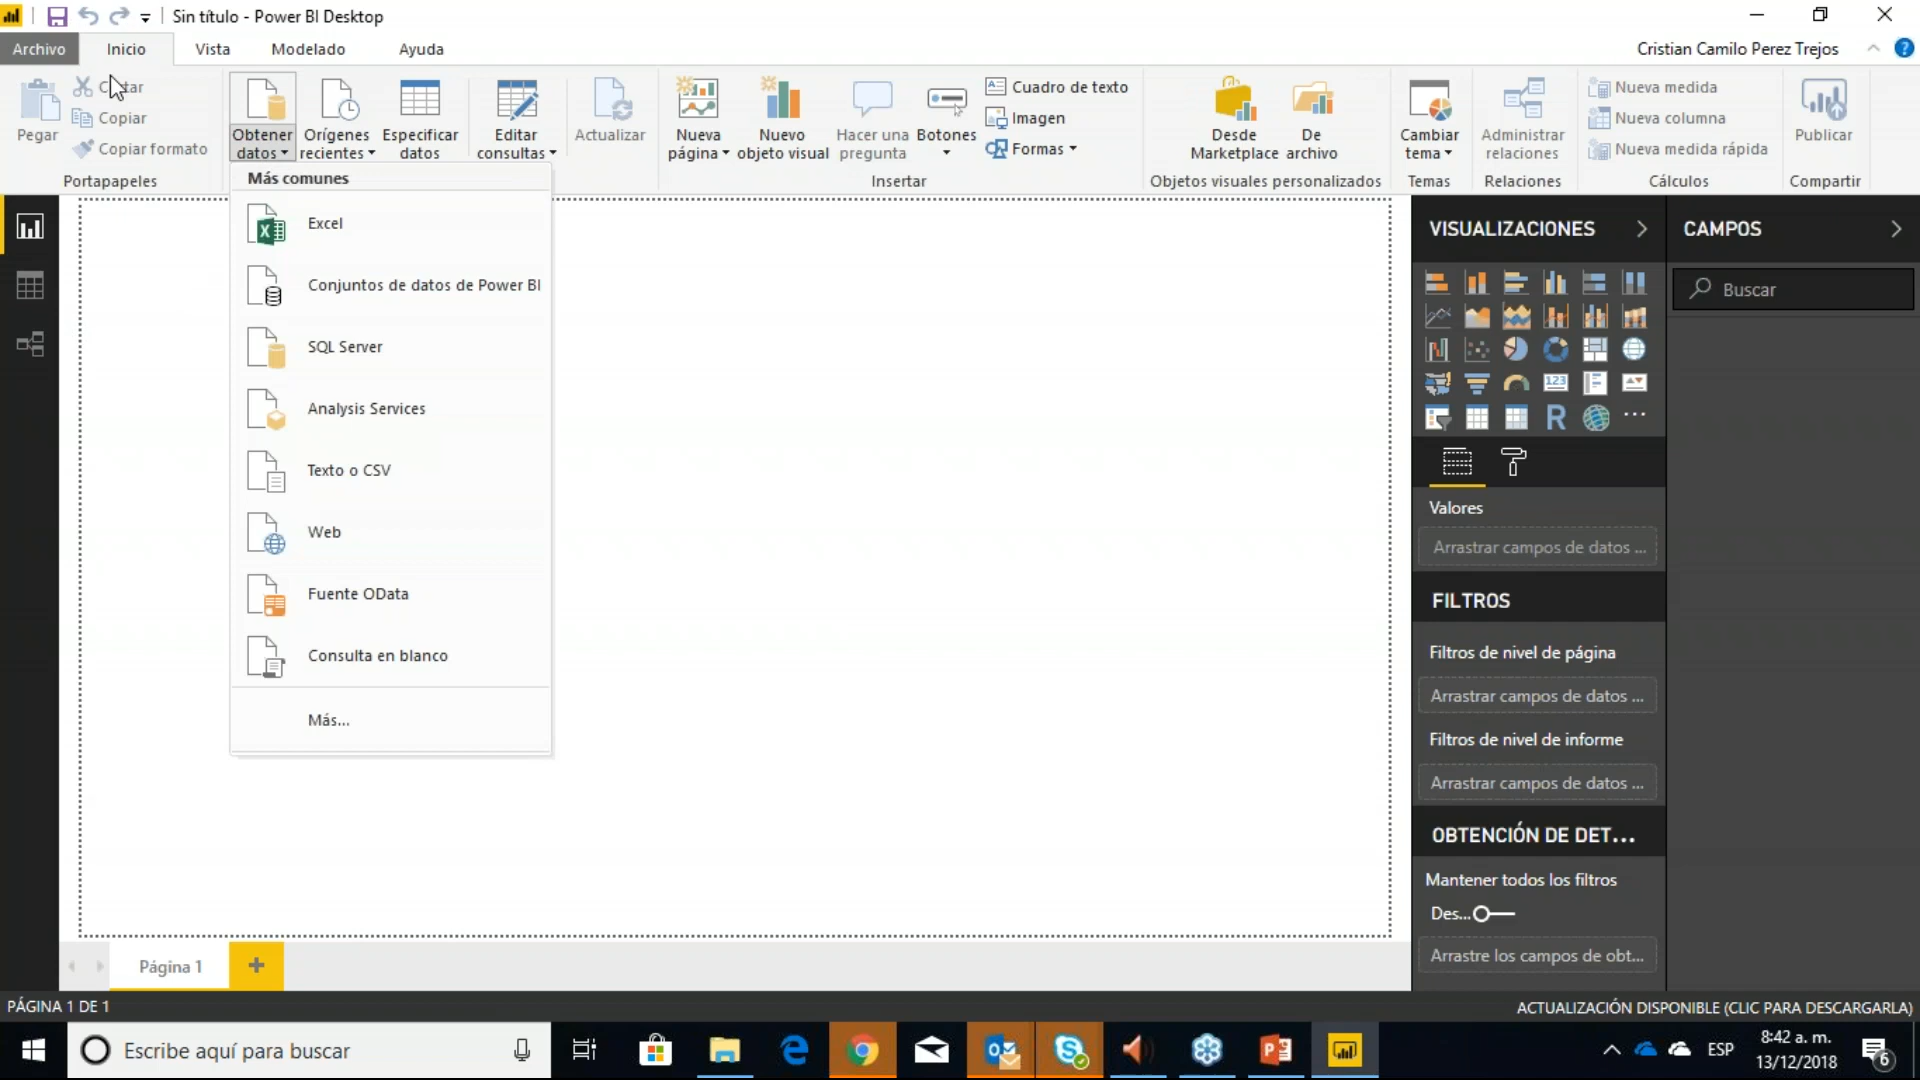 Sin título - Power BI Desktop
Archivo
Inicio
Vista
Modelado
Ayuda
Cristian Camilo Perez Trejos
Pegar
Copiar
Copiar formato
Portapapeles
Obtener
datos
Orígenes
recientes
Especificar
datos
Editar
consultas
Actualizar
Nueva
página
Nuevo
objeto visual
Hacer una
pregunta
Botones
Cuadro de texto
Imagen
Formas
Insertar
Desde
Marketplace
De
archivo
Objetos visuales personalizados
Cambiar
tema
Temas
Administrar
relaciones
Relaciones
Nueva medida
Nueva columna
Nueva medida rápida
Cálculos
Publicar
Compartir
Más comunes
Excel
Conjuntos de datos de Power BI
SQL Server
Analysis Services
Texto o CSV
Web
Fuente OData
Consulta en blanco
Más...
VISUALIZACIONES
CAMPOS
Buscar
123
R
Valores
Arrastrar campos de datos ...
FILTROS
Filtros de nivel de página
Arrastrar campos de datos ...
Filtros de nivel de informe
Arrastrar campos de datos ...
OBTENCIÓN DE DET...
Mantener todos los filtros
Des...
Arrastre los campos de obt...
Página 1
PÁGINA 1 DE 1
ACTUALIZACIÓN DISPONIBLE (CLIC PARA DESCARGARLA)
Escribe aquí para buscar
ESP
8:42 a. m.
13/12/2018
6